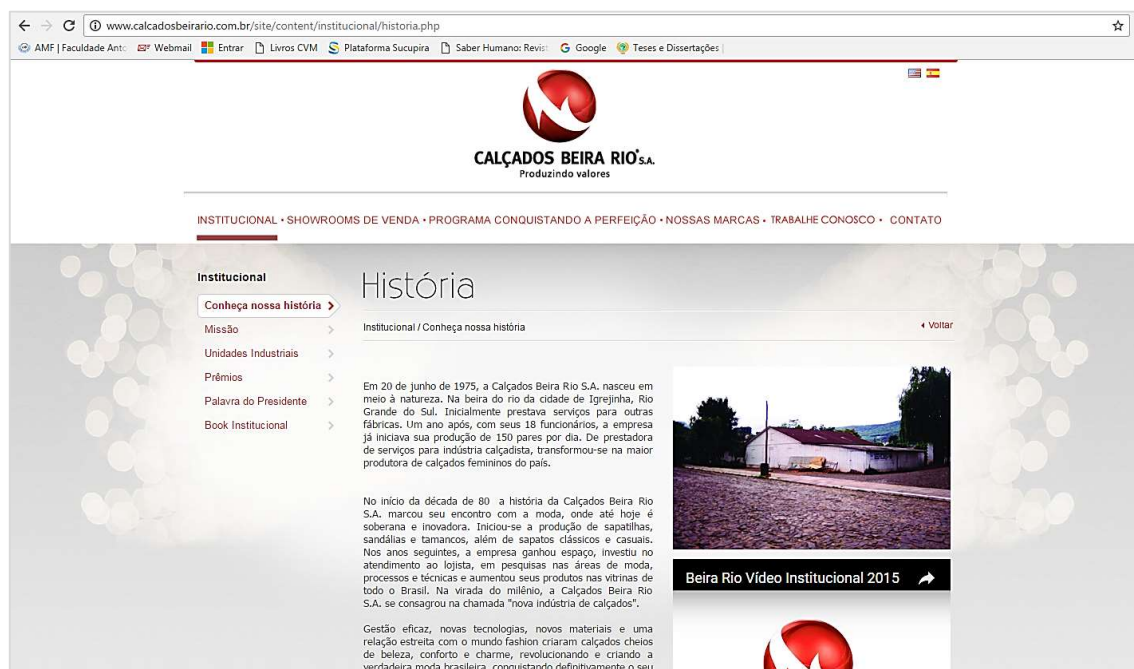 www.calcadosbeirario.com.br/site/content/institucional/historia.php
AMF | Faculdade Anto Webmail Entrar Livros CVM Plataforma Sucupira Saber Humano: Revist Google Teses e Dissertações
CALÇADOS BEIRA RIO S.A.
Produzindo valores
INSTITUCIONAL • SHOWROOMS DE VENDA • PROGRAMA CONQUISTANDO A PERFEIÇÃO • NOSSAS MARCAS • TRABALHE CONOSCO • CONTATO
Institucional
Conheça nossa história
Missão
Unidades Industriais
Prêmios
Palavra do Presidente
Book Institucional
História
Institucional / Conheça nossa história
Voltar
Em 20 de junho de 1975, a Calçados Beira Rio S.A. nasceu em
meio à natureza. Na beira do rio da cidade de Igrejinha, Rio
Grande do Sul. Inicialmente prestava serviços para outras
fábricas. Um ano após, com seus 18 funcionários, a empresa
já iniciava sua produção de 150 pares por dia. De prestadora
de serviços para indústria calçadista, transformou-se na maior
produtora de calçados femininos do país.
No início da década de 80 a história da Calçados Beira Rio
S.A. marcou seu encontro com a moda, onde até hoje é
soberana e inovadora. Iniciou-se a produção de sapatilhas,
sandálias e tamancos, além de sapatos clássicos e casuais.
Nos anos seguintes, a empresa ganhou espaço, investiu no
atendimento ao lojista, em pesquisas nas áreas de moda,
processos e técnicas e aumentou seus produtos nas vitrinas de
todo o Brasil. Na virada do milênio, a Calçados Beira Rio
S.A. se consagrou na chamada "nova indústria de calçados".
Gestão eficaz, novas tecnologias, novos materiais e uma
relação estreita com o mundo fashion criaram calçados cheios
de beleza, conforto e charme, revolucionando e criando a
verdadeira moda brasileira, conquistando definitivamente o seu
Beira Rio Vídeo Institucional 2015